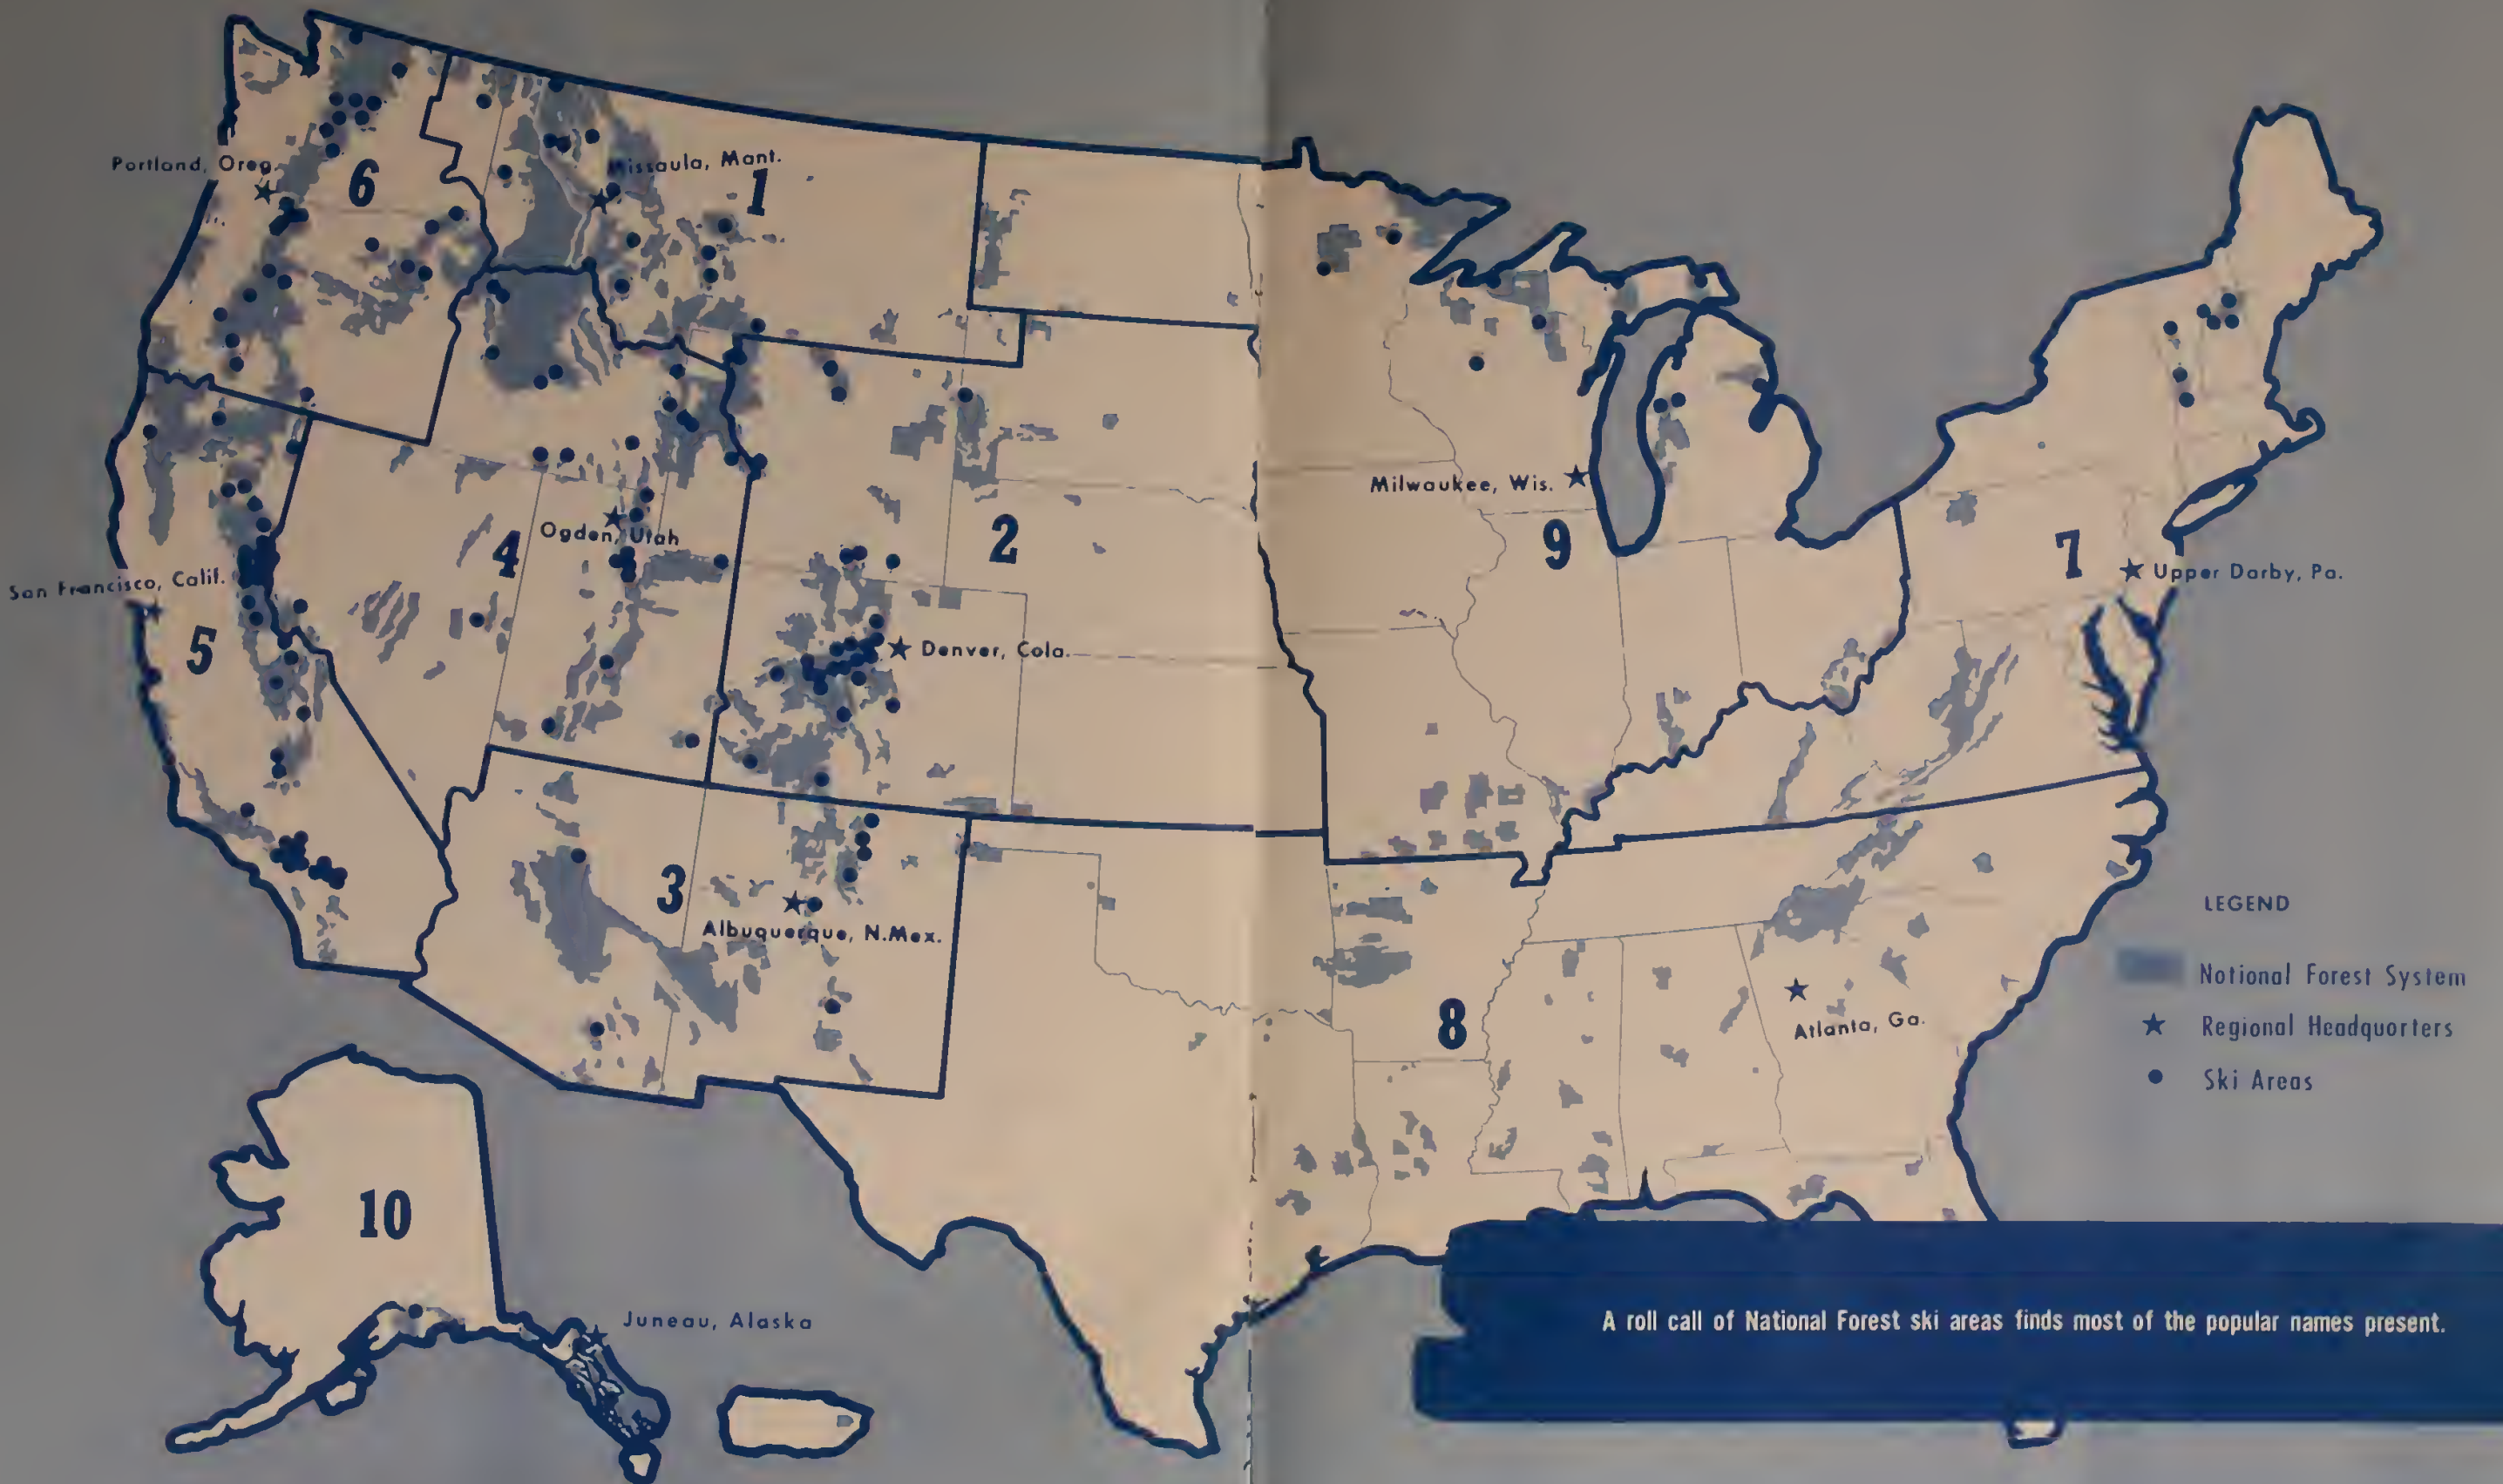 Portland, Oreg.
6
Missaula, Mant.
1
Ogden, Utah
4
2
San Francisco, Calif.
5
Denver, Colo.
3
Albuquerque, N.Mex.
Milwaukee, Wis.
9
7
Upper Darby, Pa.
8
Atlanta, Ga.
LEGEND
National Forest System
Regional Headquarters
Ski Areas
10
Juneau, Alaska
A roll call of National Forest ski areas finds most of the popular names present.